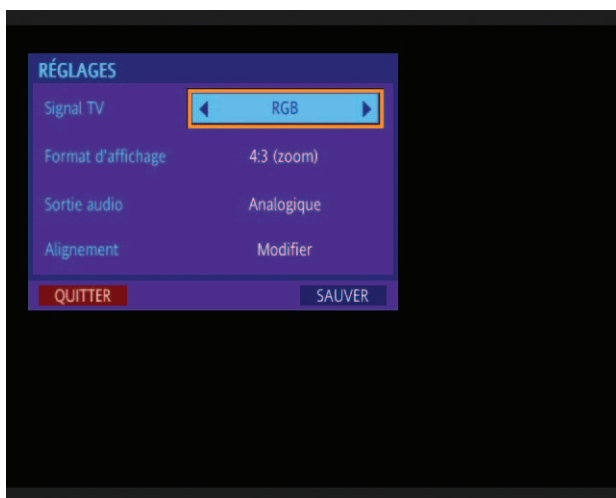 RÉGLAGES
Signal TV RGB
Format d'affichage 4:3 (zoom)
Sortie audio Analogique
Alignement Modifier
QUITTER SAUVER